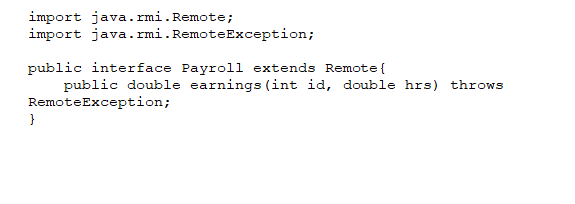 import java.rmi.Remote;
import java.rmi.RemoteException;
public interface Payroll extends Remote{
public double earnings(int id, double hrs) throws
RemoteException;
}